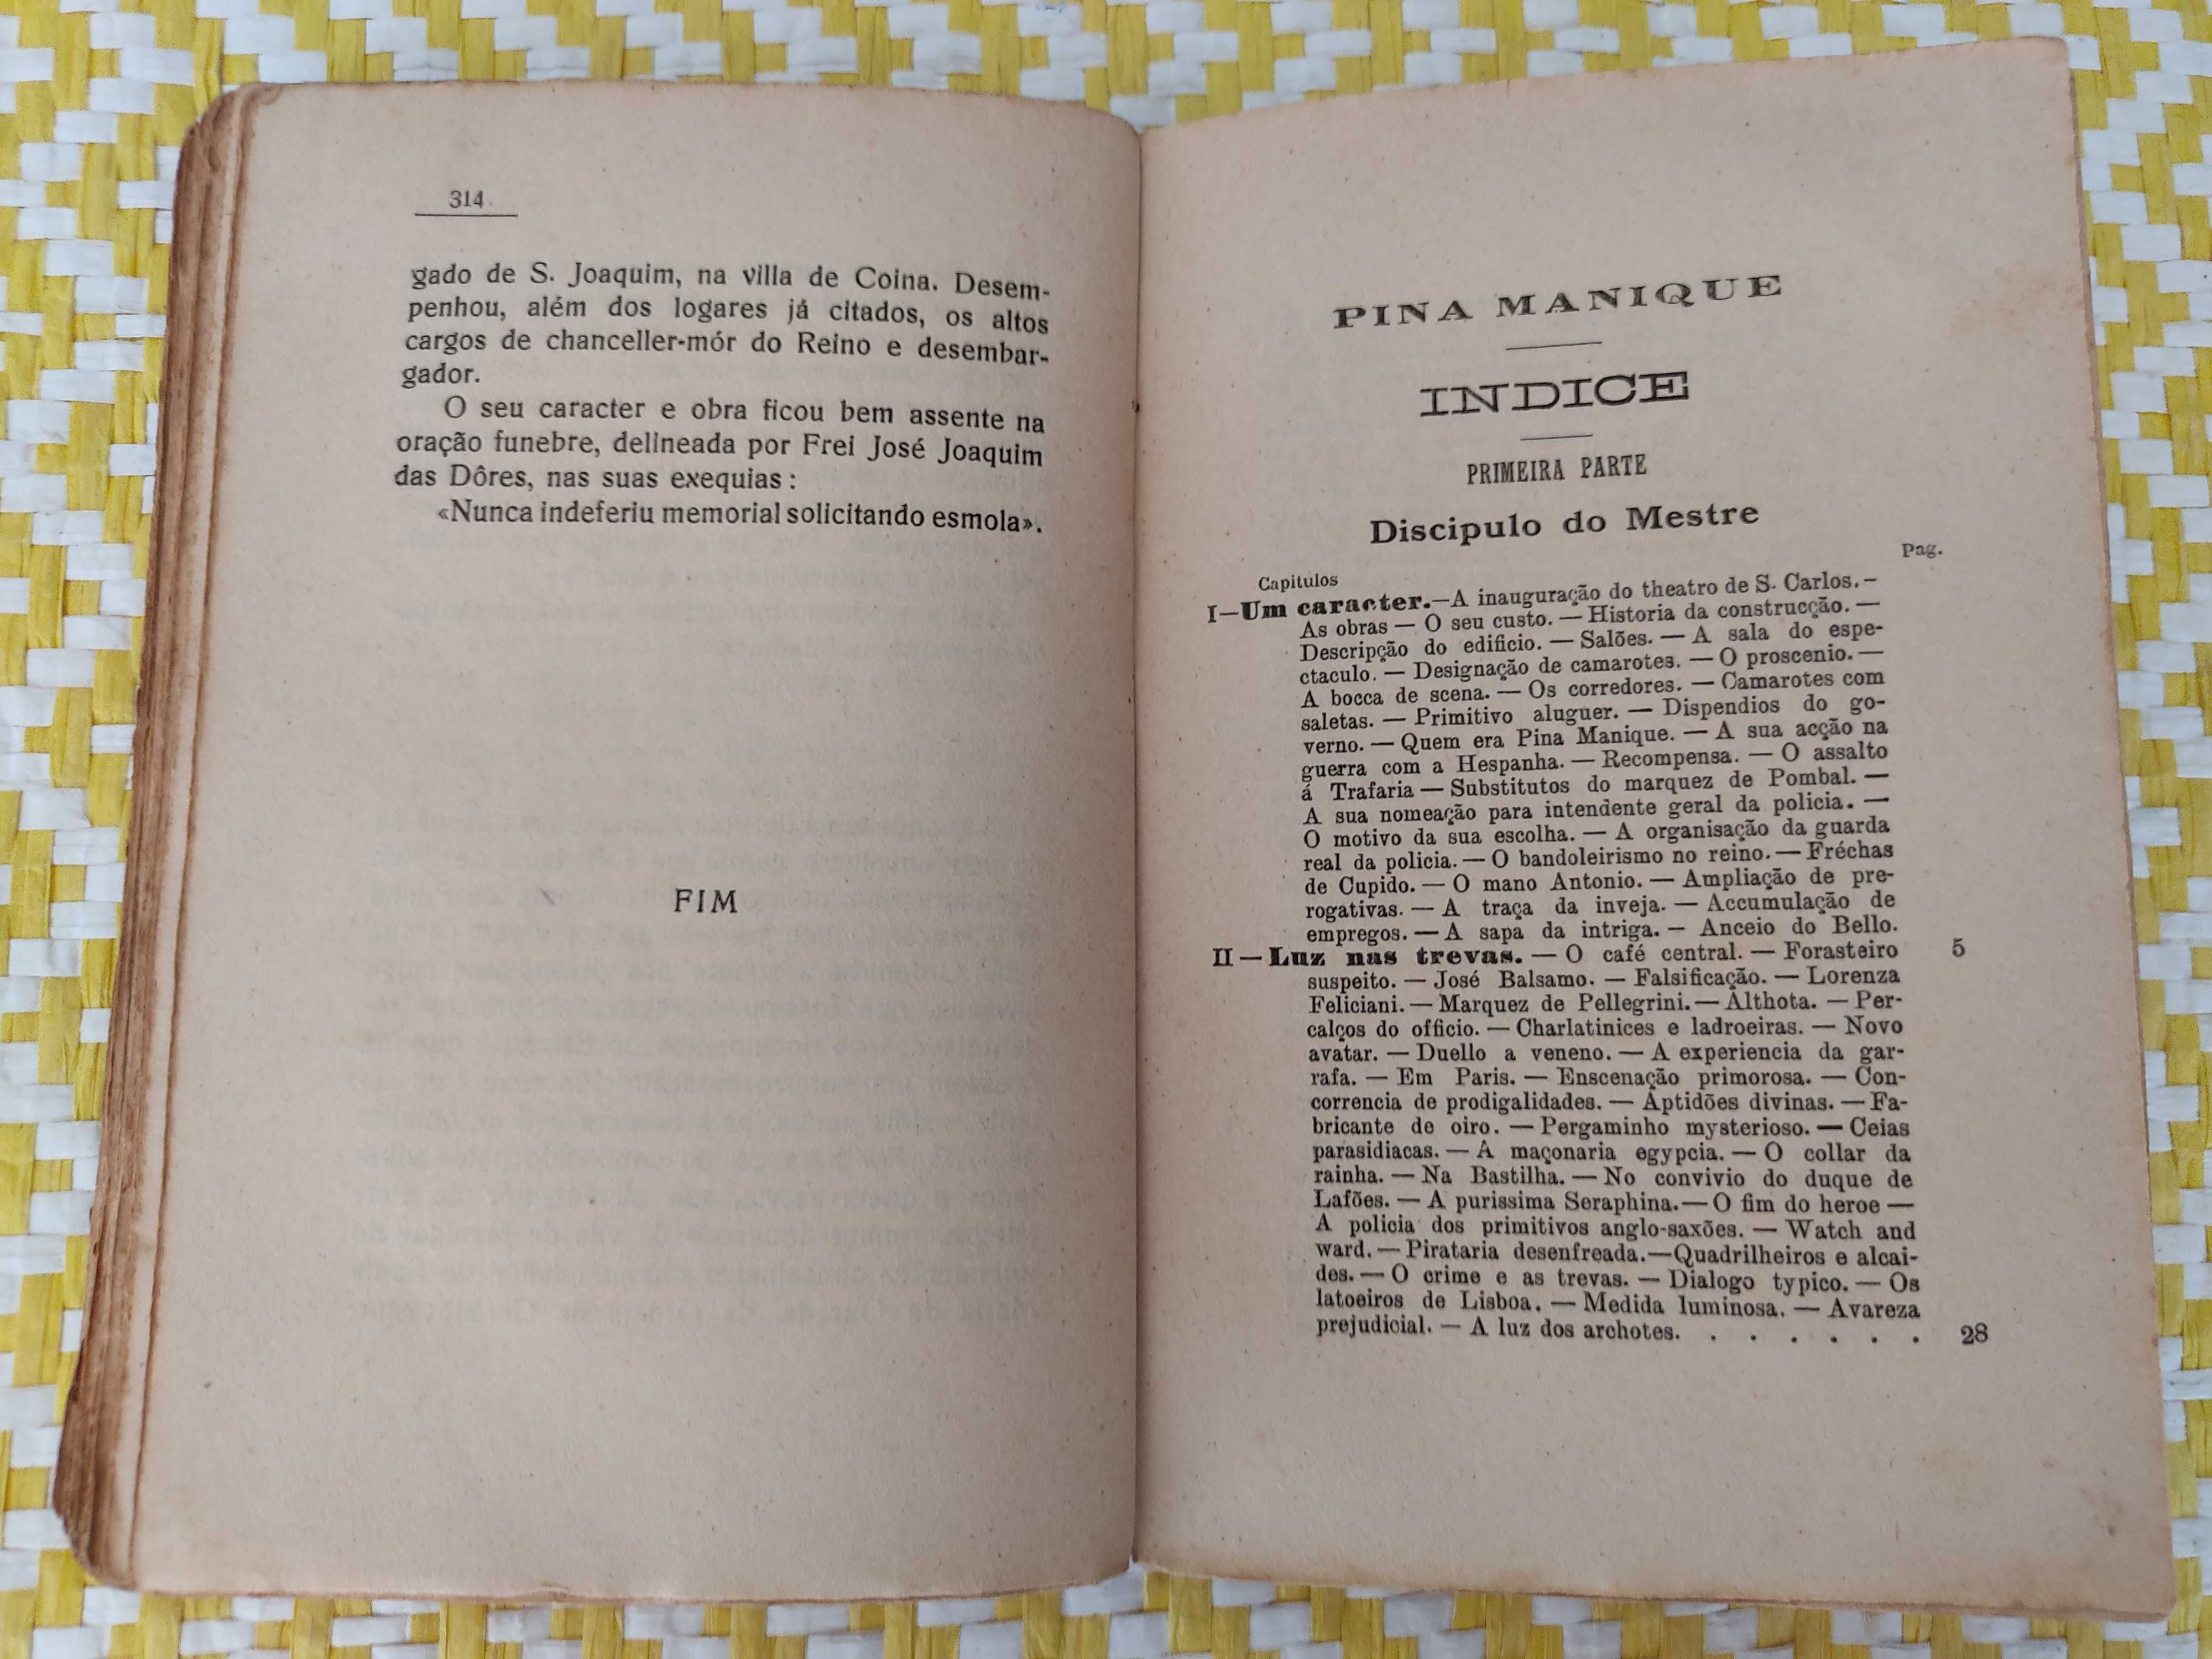 314
gado de S. Joaquim, na villa de Coina. Desem-
penhou, além dos logares já citados, os altos
cargos de chanceller-mór do Reino e desembar-
gador.
O seu caracter e obra ficou bem assente na
oração funebre, delineada por Frei José Joaquim
das Dôres, nas suas exequias :
«Nunca indeferiu memorial solicitando esmola».
FIM
PINA MANIQUE
INDICE
PRIMEIRA PARTE
Discipulo do Mestre
Pag.
Capitulos
I—Um caracter.—A inauguração do theatro de S. Carlos.—
As obras — O seu custo. — Historia da construcção. —
Descripção do edificio. — Salões. — A sala do espe-
ctaculo. — Designação de camarotes. — O proscenio. —
A bocca de scena. — Os corredores. — Camarotes com
saletas. — Primitivo aluguer. — Dispendios do go-
verno. — Quem era Pina Manique. — A sua acção na
guerra com a Hespanha. — Recompensa. — O assalto
á Trafaria — Substitutos do marquez de Pombal. —
A sua nomeação para intendente geral da policia. —
O motivo da sua escolha. — A organisação da guarda
real da policia. — O bandoleirismo no reino. — Fréchas
de Cupido. — O mano Antonio. — Ampliação de pre-
rogativas. — A traça da inveja. — Accumulação de
empregos. — A sapa da intriga. — Anceio do Bello.
5
II — Luz nas trevas. — O café central. — Forasteiro
suspeito. — José Balsamo. — Falsificação. — Lorenza
Feliciani. — Marquez de Pellegrini. — Althota. — Per-
calços do officio. — Charlatinices e ladroeiras. — Novo
avatar. — Duello a veneno. — A experiencia da gar-
rafa. — Em Paris. — Enscenação primorosa. — Con-
correncia de prodigalidades. — Aptidões divinas. — Fa-
bricante de oiro. — Pergaminho mysterioso. — Ceias
parasidiacas. — A maçonaria egypcia. — O collar da
rainha. — Na Bastilha. — No convivio do duque de
Lafões. — A purissima Seraphina. — O fim do heroe —
A policia dos primitivos anglo-saxões. — Watch and
ward. — Pirataria desenfreada.—Quadrilheiros e alcai-
des. — O crime e as trevas. — Dialogo typico. — Os
latoeiros de Lisboa. — Medida luminosa. — Avareza
prejudicial. — A luz dos archotes. . . . . . . 28